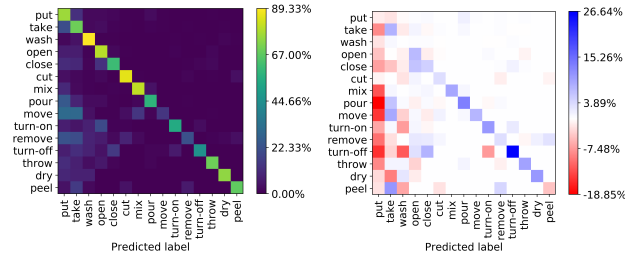 put
take
wash
open
close
cut
mix
pour
move
turn-on
remove
turn-off
throw
dry
peel
put
take
wash
open
close
cut
mix
pour
move
turn-on
remove
turn-off
throw
dry
peel
Predicted label
89.33%
67.00%
44.66%
22.33%
0.00%
put
take
wash
open
close
cut
mix
pour
move
turn-on
remove
turn-off
throw
dry
peel
put
take
wash
open
close
cut
mix
pour
move
turn-on
remove
turn-off
throw
dry
peel
Predicted label
26.64%
15.26%
3.89%
-7.48%
-18.85%